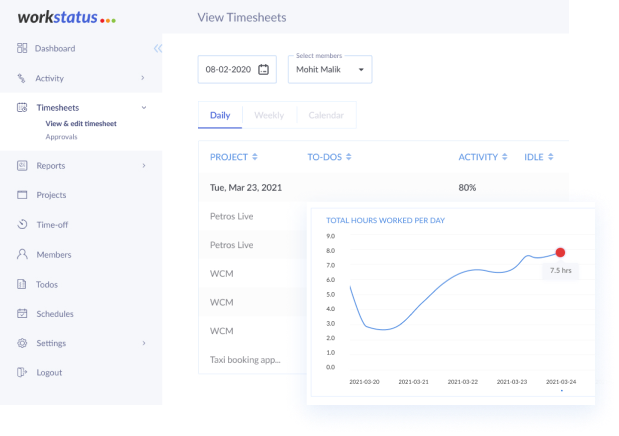 workstatus
View Timesheets
Dashboard
Activity
Timesheets
View & edit timesheet
Approvals
Reports
Projects
Time-off
Members
Todos
Schedules
Settings
Logout
08-02-2020
Select members
Mohit Malik
Daily Weekly Calendar
PROJECT TO-DOS ACTIVITY IDLE
Tue, Mar 23, 2021 80%
Petros Live
Petros Live
WCM
WCM
WCM
Taxi booking app...
TOTAL HOURS WORKED PER DAY
9.0
8.0
7.0
6.0
5.0
4.0
3.0
2.0
1.0
0.0
7.5 hrs
2021-03-20 2021-03-21 2021-03-22 2021-03-23 2021-03-24